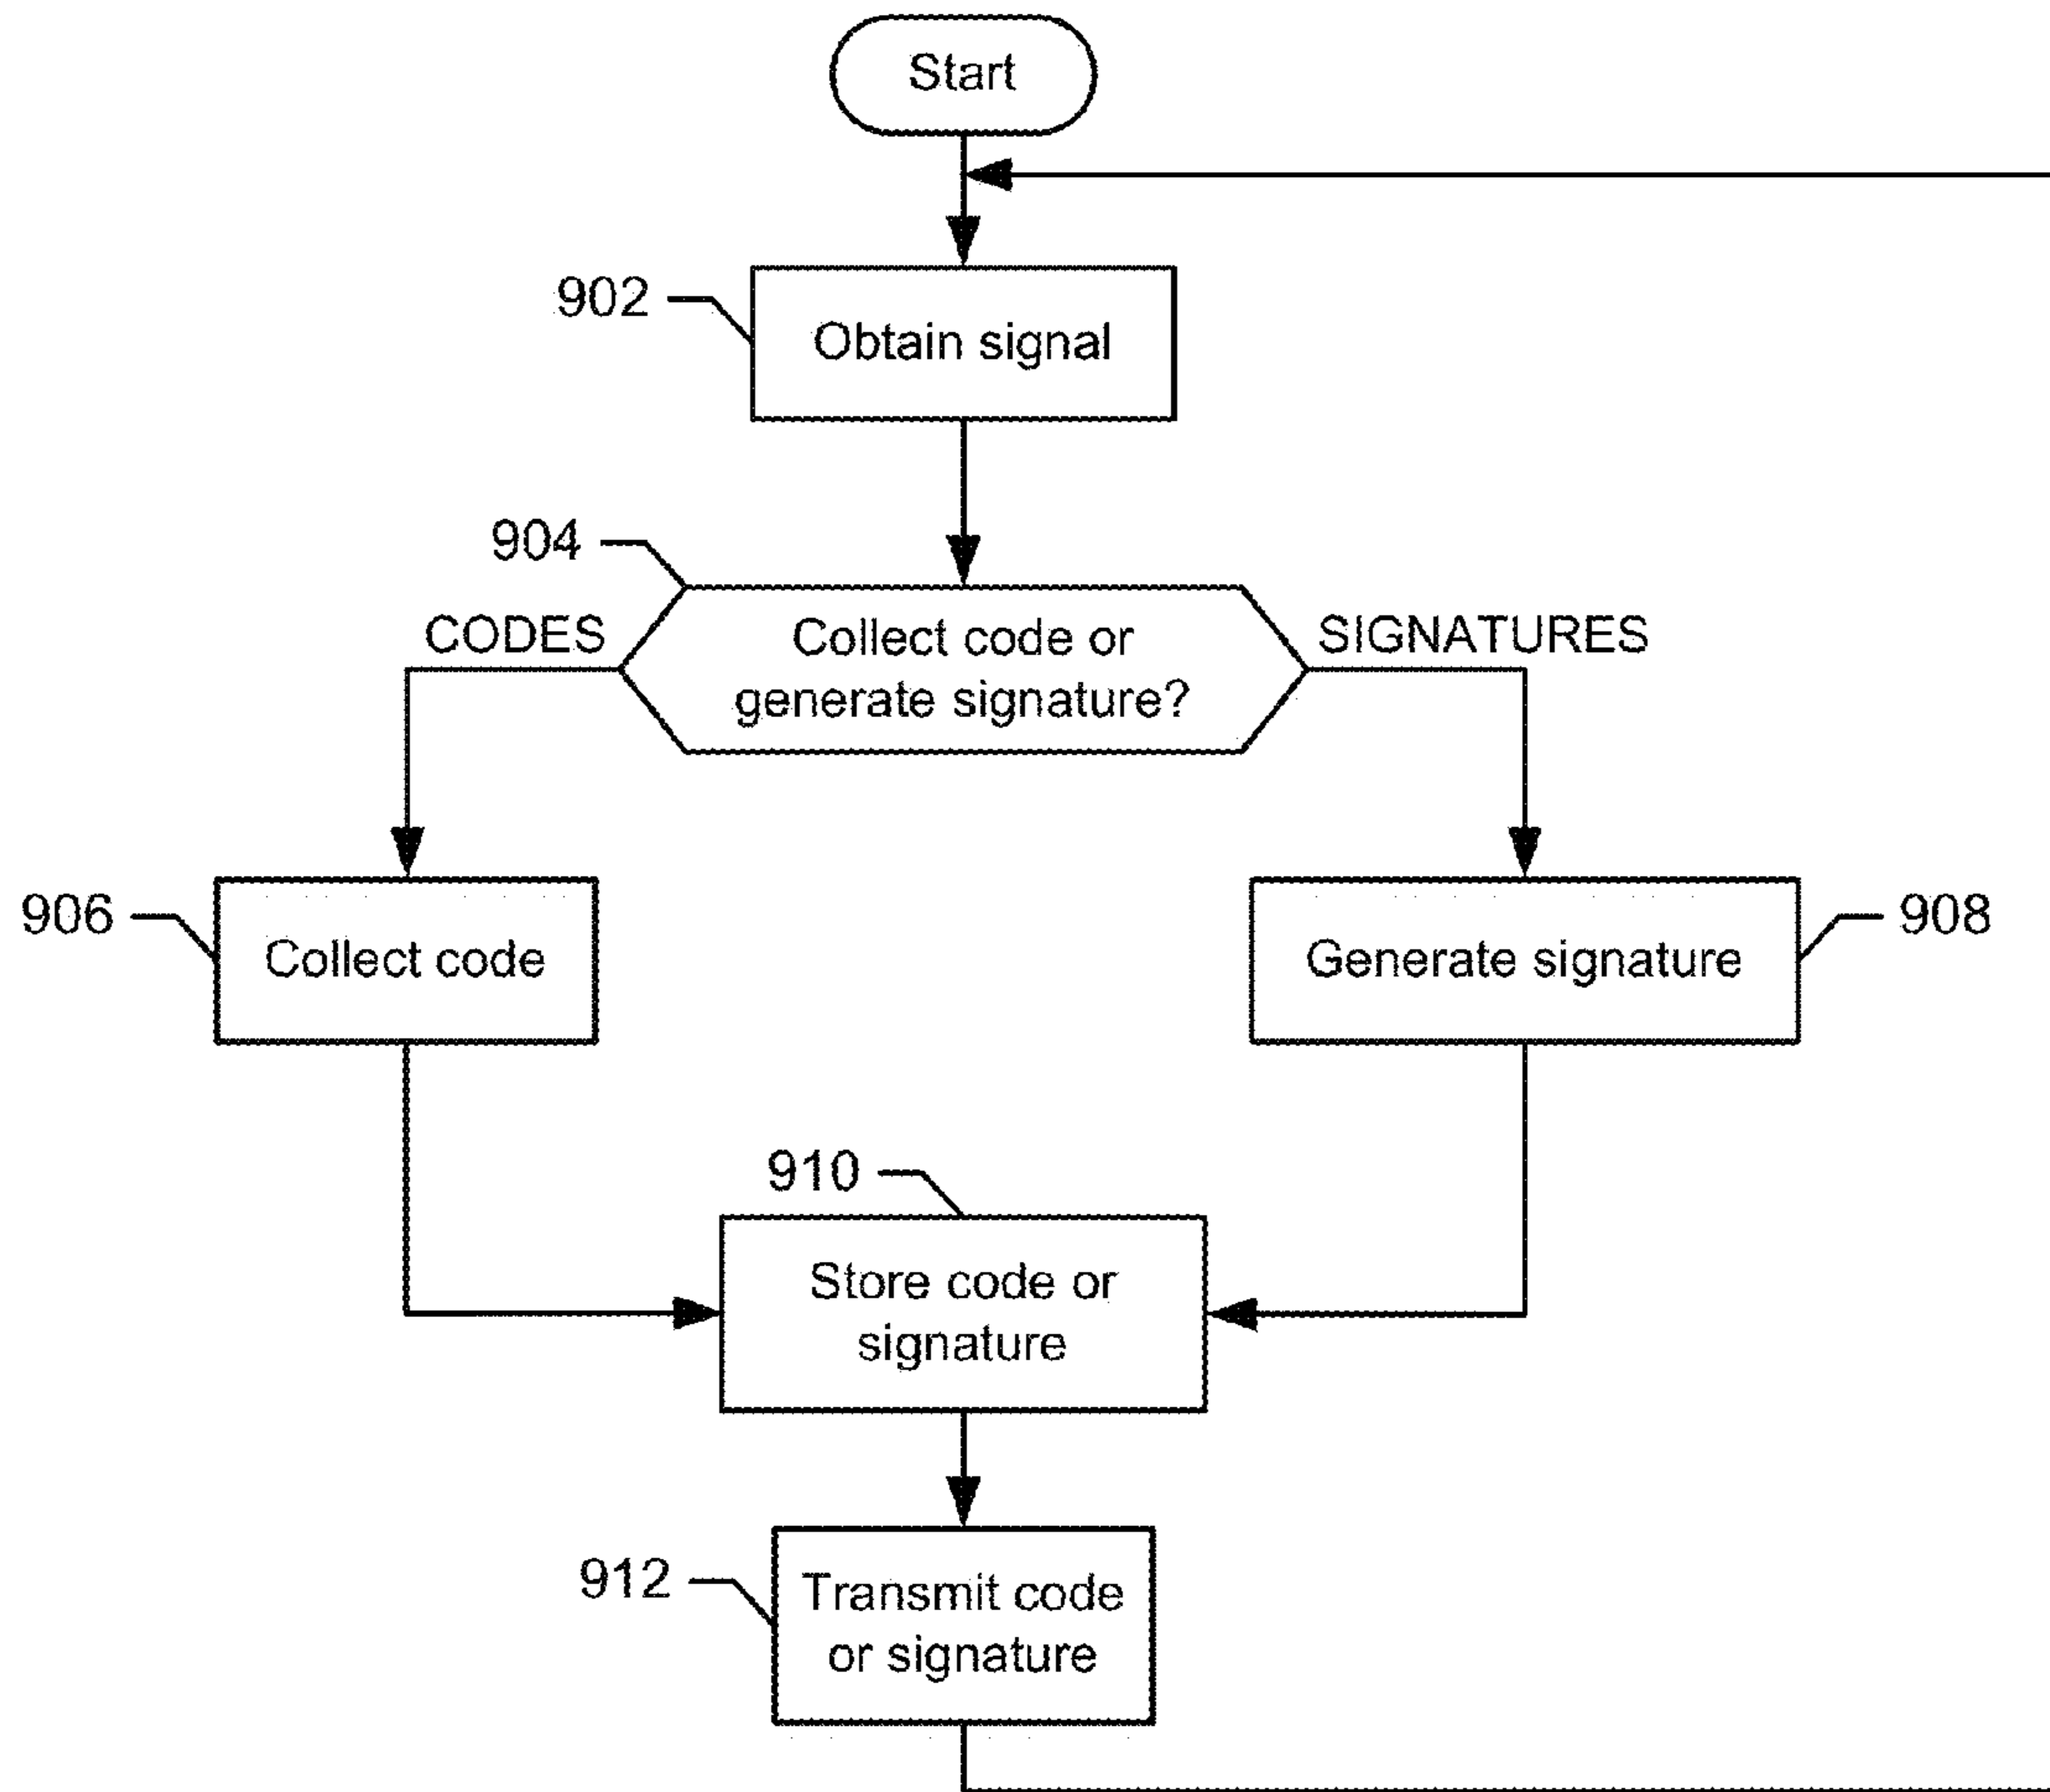 Start
902
Obtain signal
904
CODES
Collect code or
generate signature?
SIGNATURES
906
Collect code
Generate signature
908
910
Store code or
signature
912
Transmit code
or signature